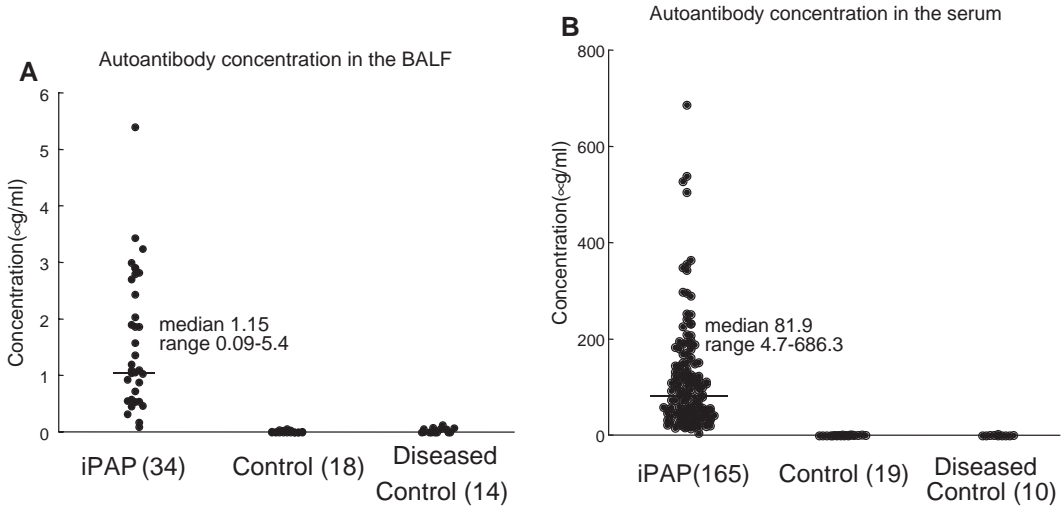 A
Autoantibody concentration in the BALF
Concentration(∝g/ml)
6
5
4
3
2
1
0
median 1.15
range 0.09-5.4
iPAP (34)
Control (18)
Diseased
Control (14)
B
Autoantibody concentration in the serum
Concentration(∝g/ml)
800
600
400
200
0
median 81.9
range 4.7-686.3
iPAP(165)
Control (19)
Diseased
Control (10)